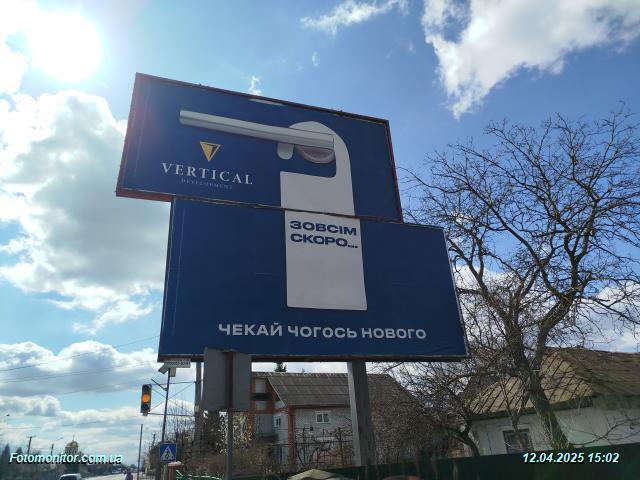 VERTICAL
DEVELOPMENT
ЗОВСІМ
СКОРО...
ЧЕКАЙ ЧОГОСЬ НОВОГО
Fotomonitor.com.ua
12.04.2025 15:02